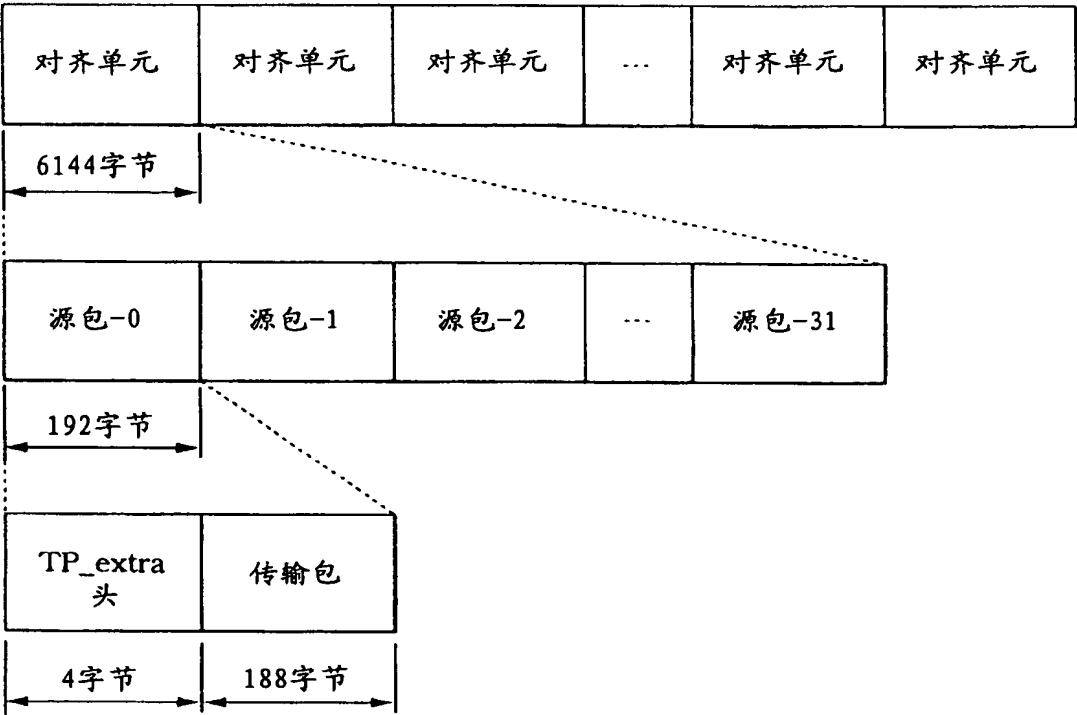 对齐单元 对齐单元 对齐单元 ... 对齐单元 对齐单元
6144字节
源包-0 源包-1 源包-2 ... 源包-31
192字节
TP_extra
头
传输包
4字节 188字节